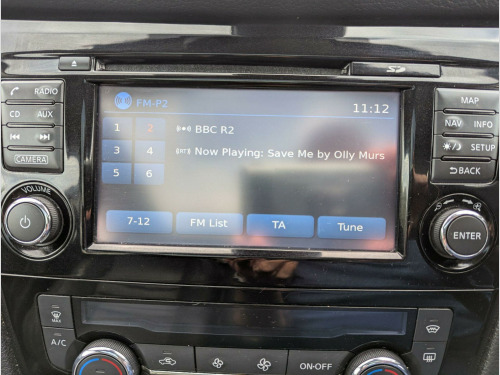 SD
RADIO MAP
FM-P2 11:12
CD AUX NAV INFO
1 2 BBC R2
SETUP
3 4 Now Playing: Save Me by Olly Murs
CAMERA BACK
5 6
VOLUME
7-12 FM List TA Tune
ENTER
MAX
A/C ON·OFF